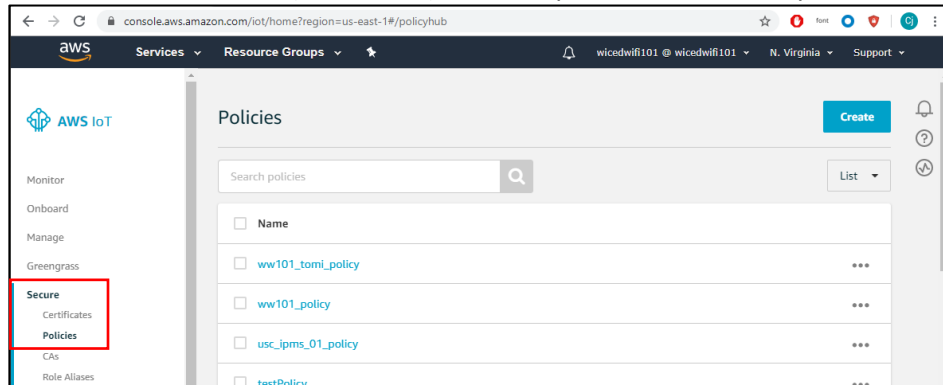 console.aws.amazon.com/iot/home?region=us-east-1#/policyhub
font
Cj
aws Services Resource Groups wicedwifi101 @ wicedwifi101 N. Virginia Support
AWS IoT
Policies
Create
Monitor
Search policies
List
Onboard
Name
Manage
Greengrass
ww101_tomi_policy
Secure
ww101_policy
Certificates
Policies
usc_ipms_01_policy
CAs
Role Aliases
testPolicy